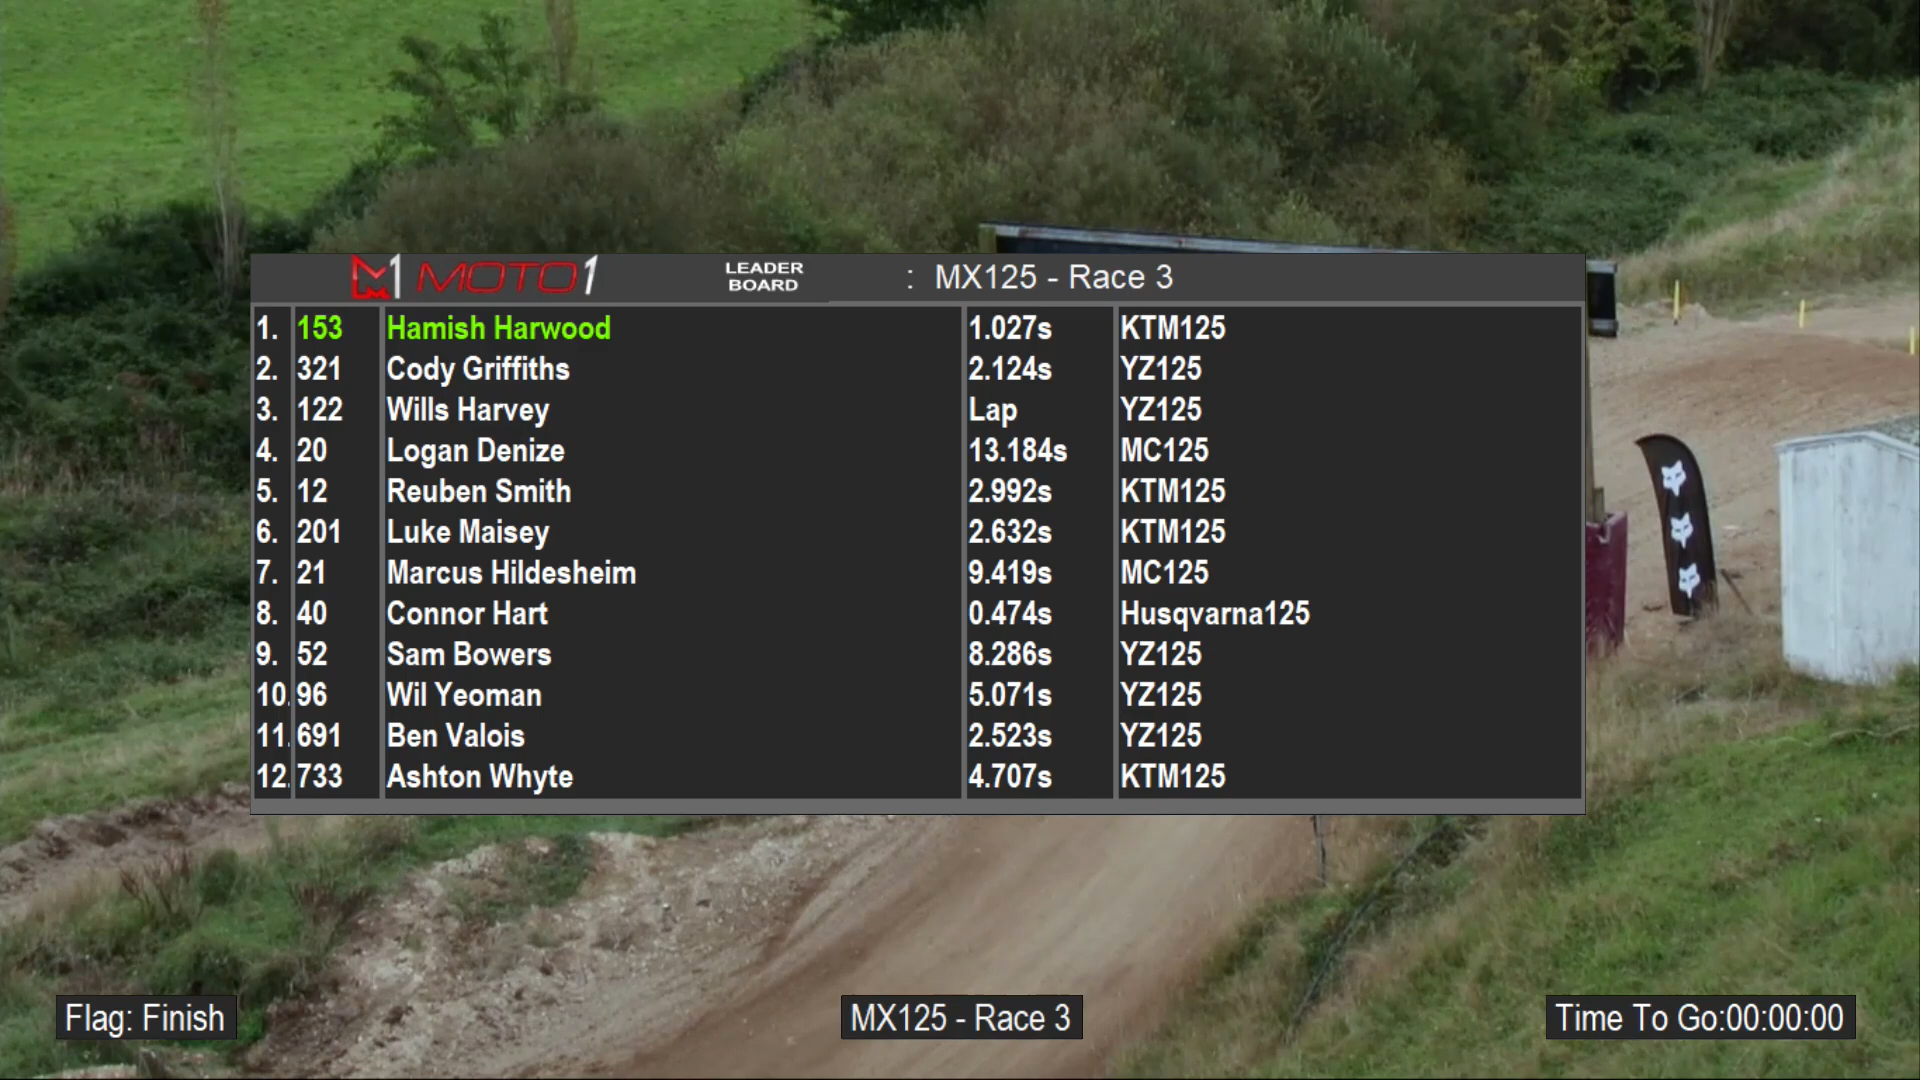 M1 MOTO1 LEADER BOARD : MX125 - Race 3
1. 153 Hamish Harwood 1.027s KTM125
2. 321 Cody Griffiths 2.124s YZ125
3. 122 Wills Harvey Lap YZ125
4. 20 Logan Denize 13.184s MC125
5. 12 Reuben Smith 2.992s KTM125
6. 201 Luke Maisey 2.632s KTM125
7. 21 Marcus Hildesheim 9.419s MC125
8. 40 Connor Hart 0.474s Husqvarna125
9. 52 Sam Bowers 8.286s YZ125
10. 96 Wil Yeoman 5.071s YZ125
11. 691 Ben Valois 2.523s YZ125
12. 733 Ashton Whyte 4.707s KTM125
Flag: Finish MX125 - Race 3 Time To Go:00:00:00